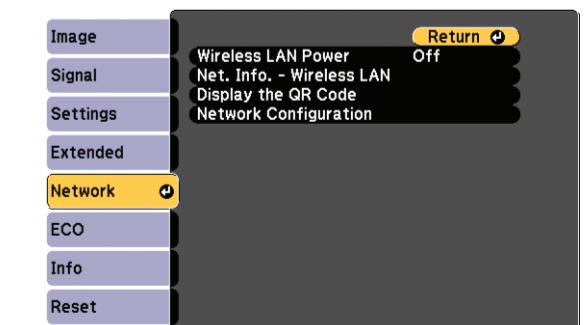 Image
Signal
Settings
Extended
Network
ECO
Info
Reset
Return
Wireless LAN Power Off
Net. Info. - Wireless LAN
Display the QR Code
Network Configuration